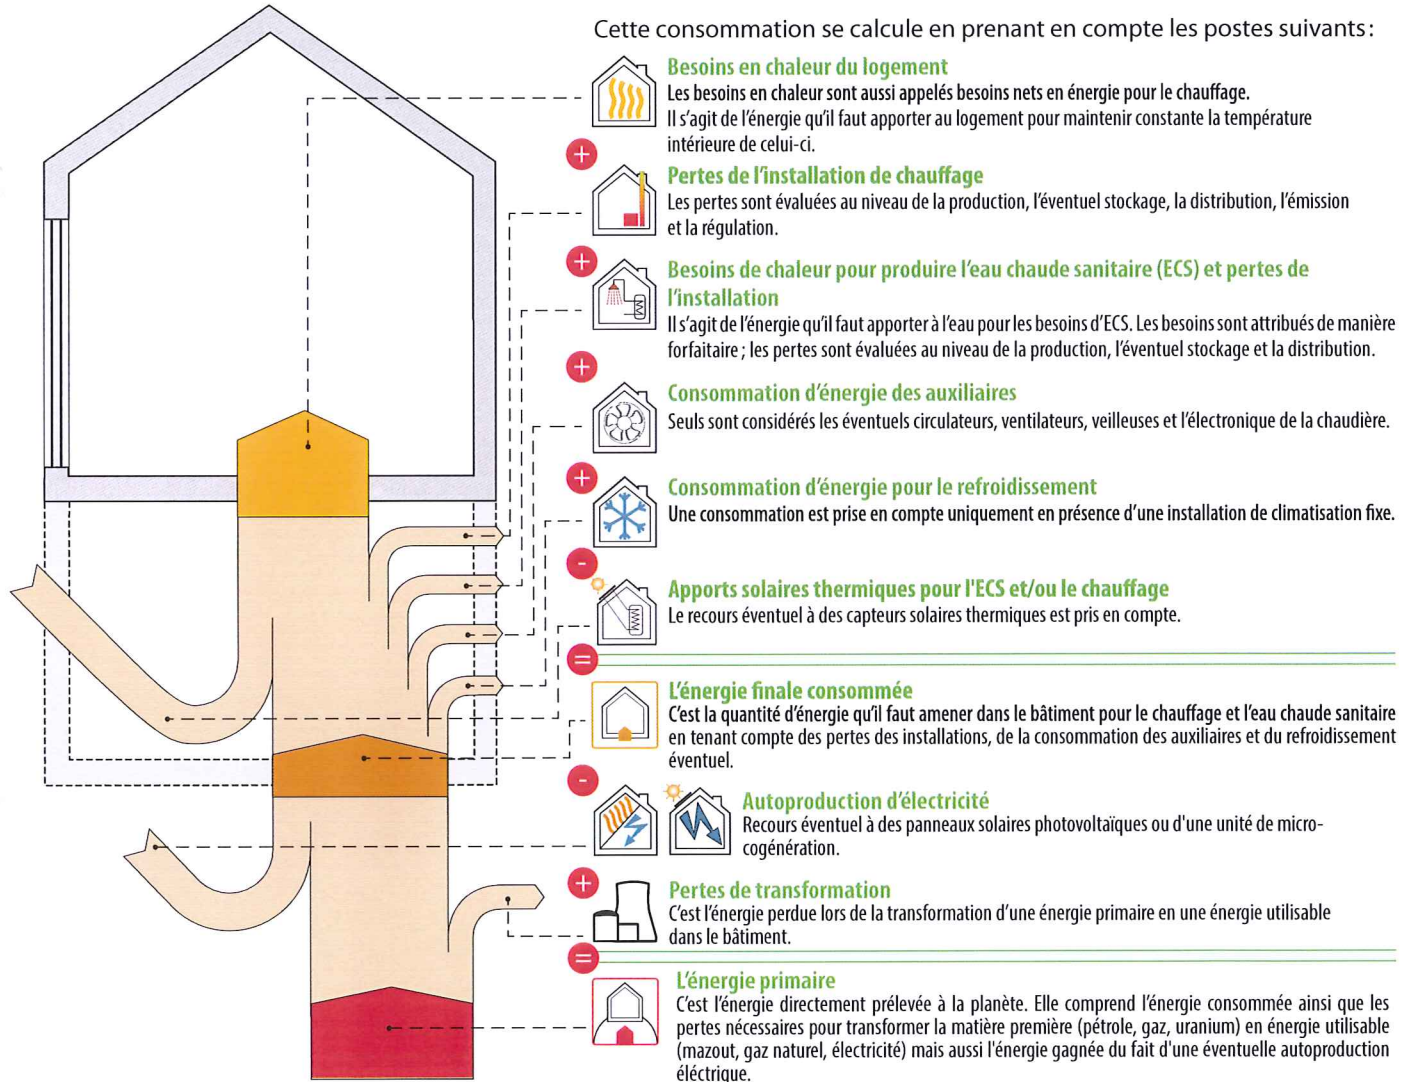 Cette consommation se calcule en prenant en compte les postes suivants :
Besoins en chaleur du logement
Les besoins en chaleur sont aussi appelés besoins nets en énergie pour le chauffage.
Il s'agit de l'énergie qu'il faut apporter au logement pour maintenir constante la température
intérieure de celui-ci.
+
Pertes de l'installation de chauffage
Les pertes sont évaluées au niveau de la production, l'éventuel stockage, la distribution, l'émission
et la régulation.
+
Besoins de chaleur pour produire l'eau chaude sanitaire (ECS) et pertes de
l'installation
Il s'agit de l'énergie qu'il faut apporter à l'eau pour les besoins d'ECS. Les besoins sont attribués de manière
forfaitaire ; les pertes sont évaluées au niveau de la production, l'éventuel stockage et la distribution.
+
Consommation d'énergie des auxiliaires
Seuls sont considérés les éventuels circulateurs, ventilateurs, veilleuses et l'électronique de la chaudière.
+
Consommation d'énergie pour le refroidissement
Une consommation est prise en compte uniquement en présence d'une installation de climatisation fixe.
-
Apports solaires thermiques pour l'ECS et/ou le chauffage
Le recours éventuel à des capteurs solaires thermiques est pris en compte.
=
L'énergie finale consommée
C'est la quantité d'énergie qu'il faut amener dans le bâtiment pour le chauffage et l'eau chaude sanitaire
en tenant compte des pertes des installations, de la consommation des auxiliaires et du refroidissement
éventuel.
-
Autoproduction d'électricité
Recours éventuel à des panneaux solaires photovoltaïques ou d'une unité de micro-
cogénération.
+
Pertes de transformation
C'est l'énergie perdue lors de la transformation d'une énergie primaire en une énergie utilisable
dans le bâtiment.
=
L'énergie primaire
C'est l'énergie directement prélevée à la planète. Elle comprend l'énergie consommée ainsi que les
pertes nécessaires pour transformer la matière première (pétrole, gaz, uranium) en énergie utilisable
(mazout, gaz naturel, électricité) mais aussi l'énergie gagnée du fait d'une éventuelle autoproduction
éléctrique.